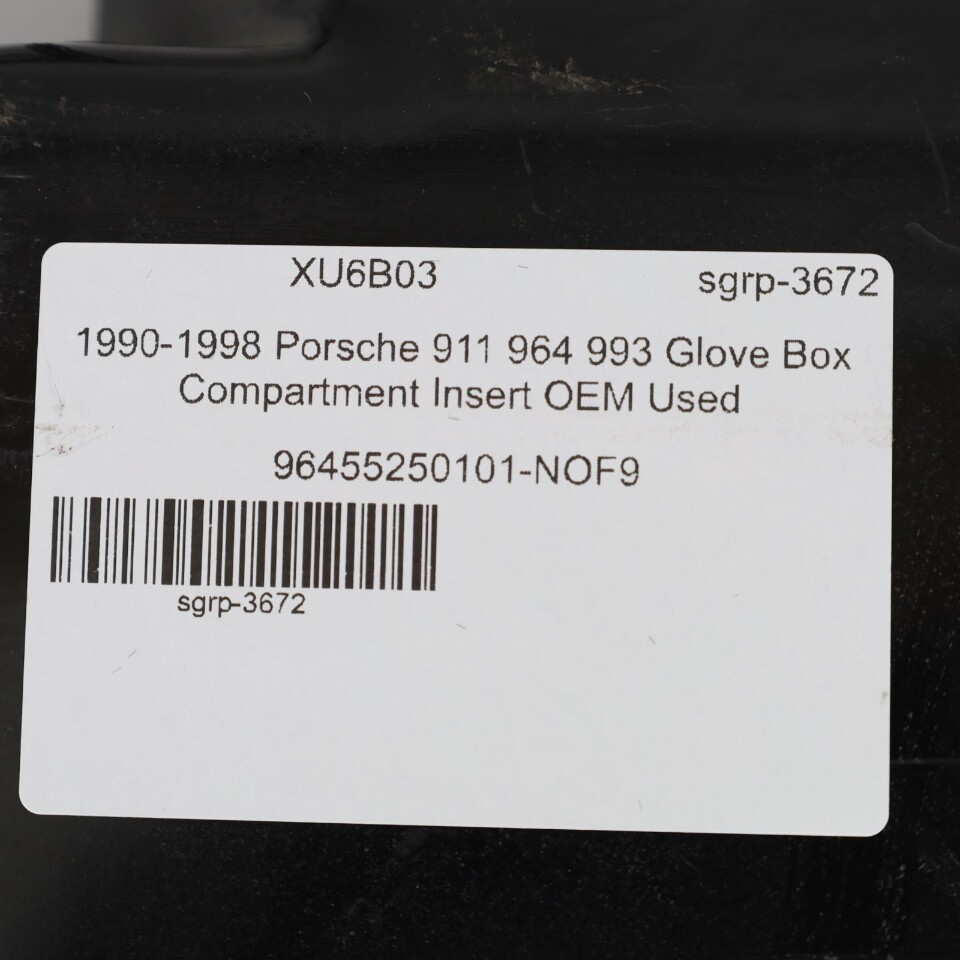 XU6B03 sgrp-3672
1990-1998 Porsche 911 964 993 Glove Box
Compartment Insert OEM Used
96455250101-NOF9
sgrp-3672